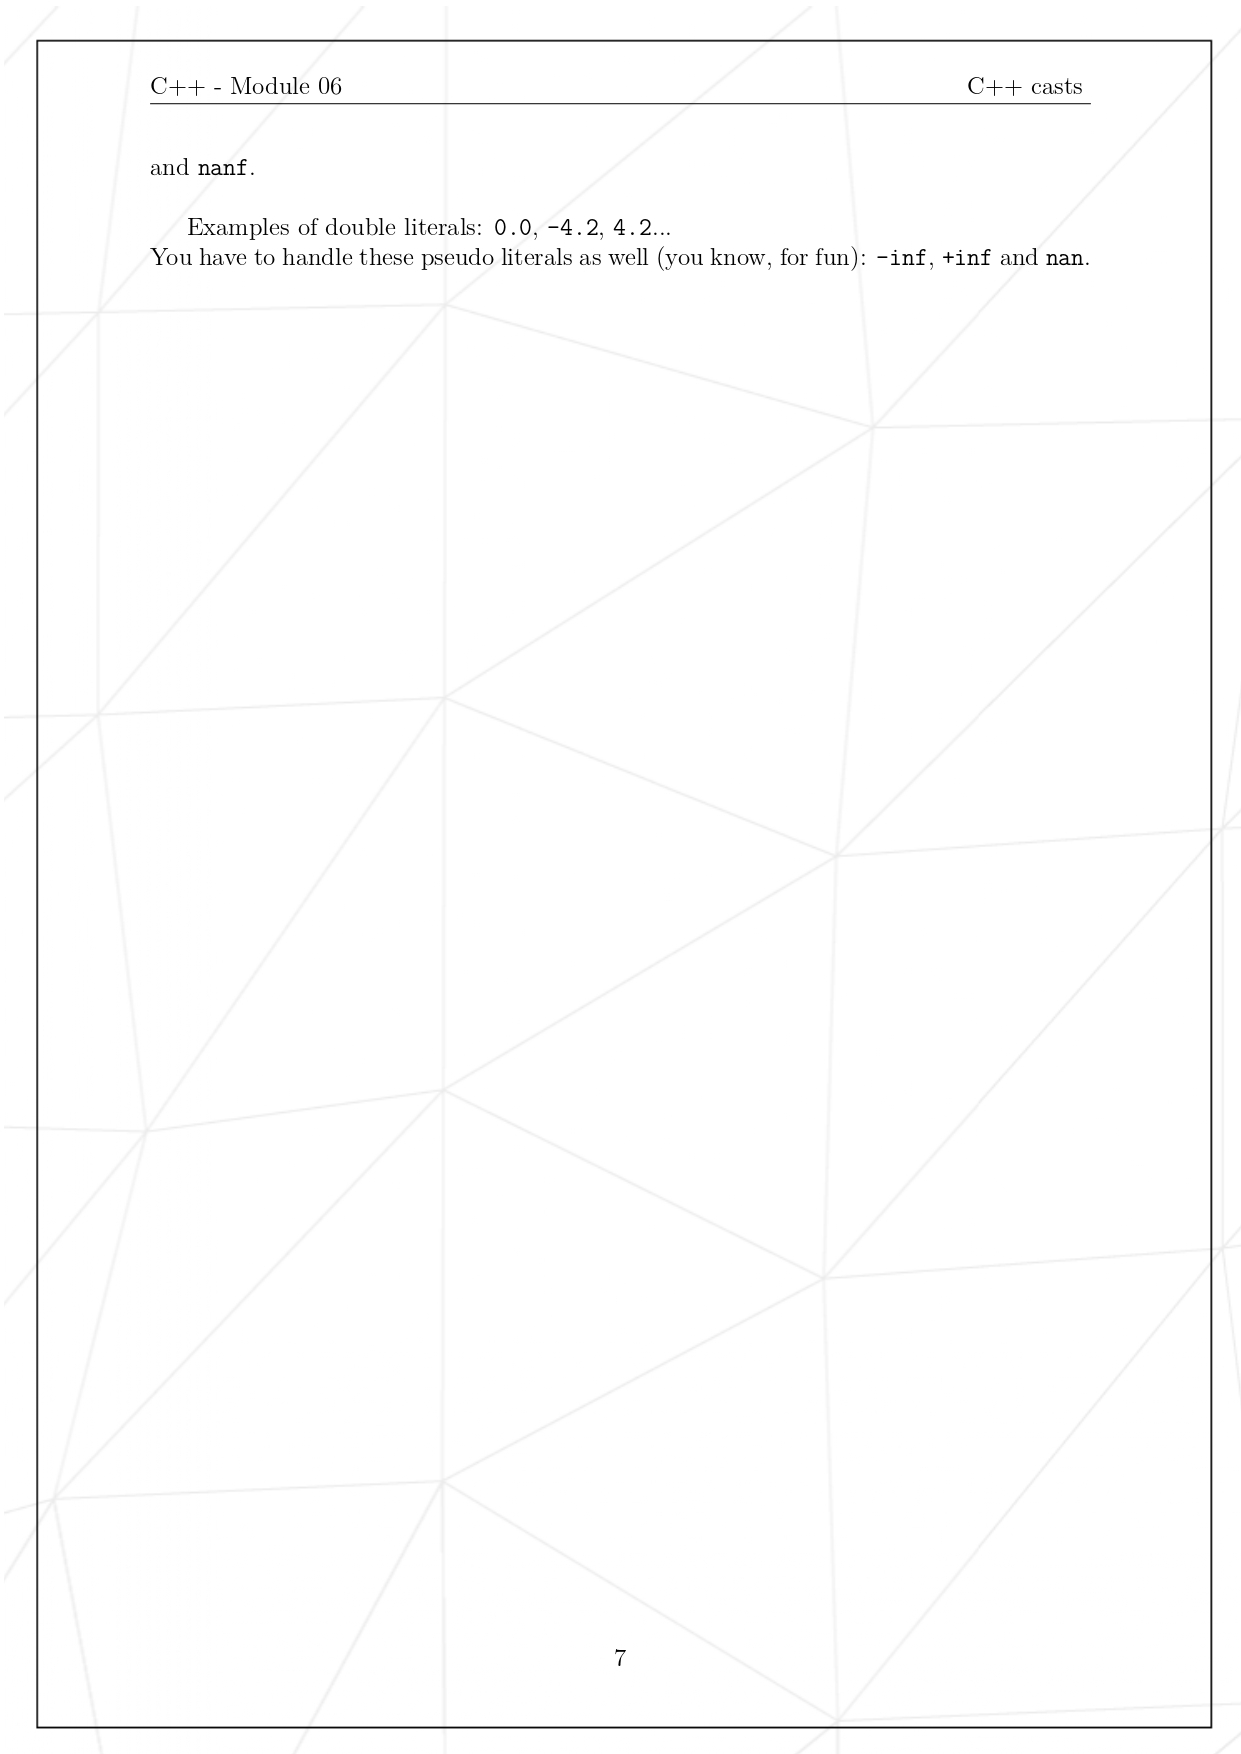 C++ - Module 06 C++ casts
and nanf.
Examples of double literals: 0.0, -4.2, 4.2...
You have to handle these pseudo literals as well (you know, for fun): -inf, +inf and nan.
7